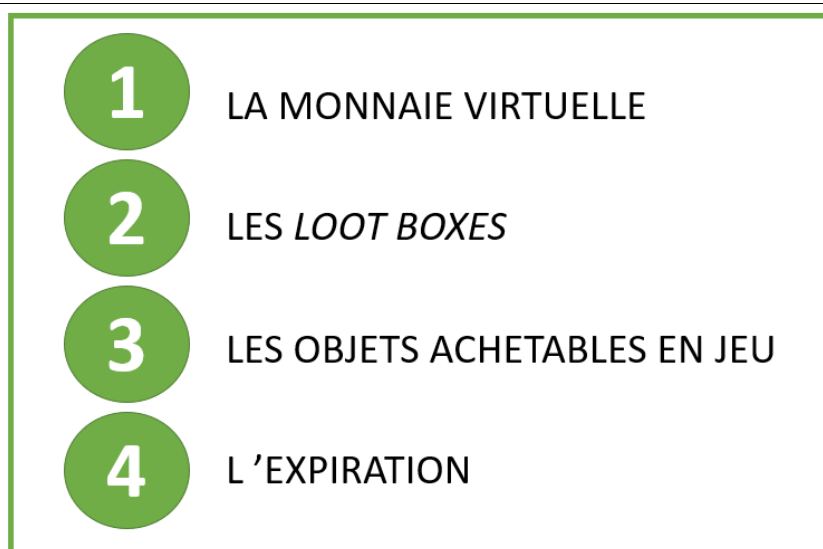 1 LA MONNAIE VIRTUELLE
2 LES LOOT BOXES
3 LES OBJETS ACHETABLES EN JEU
4 L ’EXPIRATION